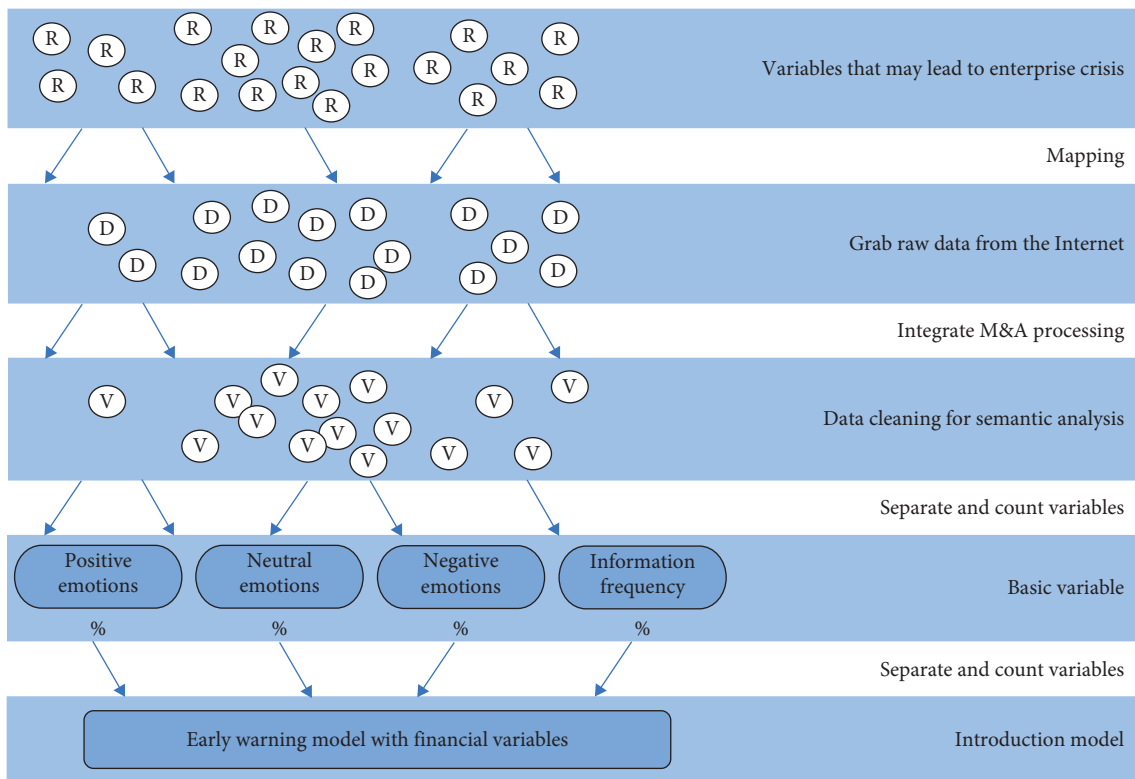 R R R R R R R R
R R R R
R R R R R R R R
Variables that may lead to enterprise crisis
Mapping
D D D D D D D
D D D D
D D D D D
Grab raw data from the Internet
Integrate M&A processing
V V V
V V V V
V V V
V V V V V
Data cleaning for semantic analysis
Separate and count variables
Positive
emotions
Neutral
emotions
Negative
emotions
Information
frequency
Basic variable
% % % %
Separate and count variables
Early warning model with financial variables
Introduction model